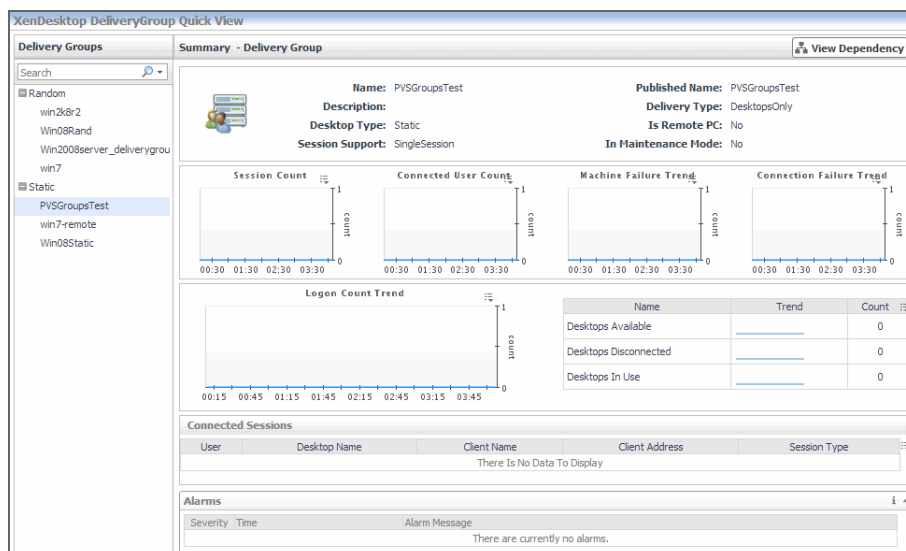 XenDesktop DeliveryGroup Quick View
Delivery Groups
Search
Random
win2k8r2
Win08Rand
Win2008server_deliverygrou
win7
Static
PVSGroupsTest
win7-remote
Win08Static
Summary - Delivery Group
View Dependency
Name: PVSGroupsTest
Published Name: PVSGroupsTest
Description:
Delivery Type: DesktopsOnly
Desktop Type: Static
Is Remote PC: No
Session Support: SingleSession
In Maintenance Mode: No
Session Count
1
count
0
00:30 01:30 02:30 03:30
Connected User Count
1
count
0
00:30 01:30 02:30 03:30
Machine Failure Trend
1
count
0
00:30 01:30 02:30 03:30
Connection Failure Trend
1
count
0
00:30 01:30 02:30 03:30
Logon Count Trend
1
count
0
00:15 00:45 01:15 01:45 02:15 02:45 03:15 03:45
Name Trend Count
Desktops Available 0
Desktops Disconnected 0
Desktops In Use 0
Connected Sessions
User Desktop Name Client Name Client Address Session Type
There Is No Data To Display
Alarms
Severity Time Alarm Message
There are currently no alarms.